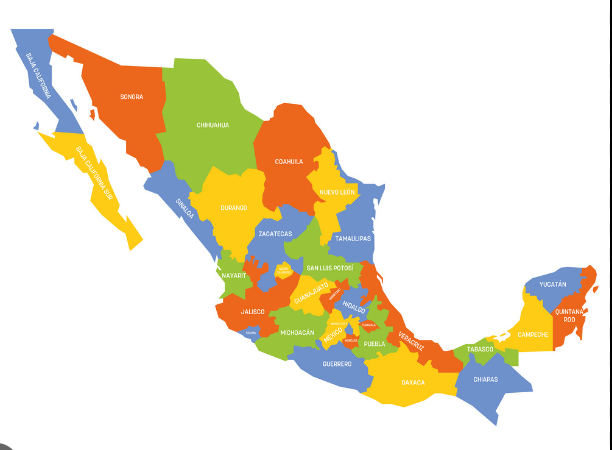 BAJA CALIFORNIA
SONORA
CHIHUAHUA
COAHUILA
BAJA CALIFORNIA SUR
NUEVO LEÓN
DURANGO
SINALOA
ZACATECAS
TAMAULIPAS
SAN LUIS POTOSÍ
NAYARIT
GUANAJUATO
HIDALGO
JALISCO
MICHOACÁN
MÉXICO
PUEBLA
VERACRUZ
GUERRERO
OAXACA
TABASCO
CHIAPAS
CAMPECHE
YUCATÁN
QUINTANA
ROO